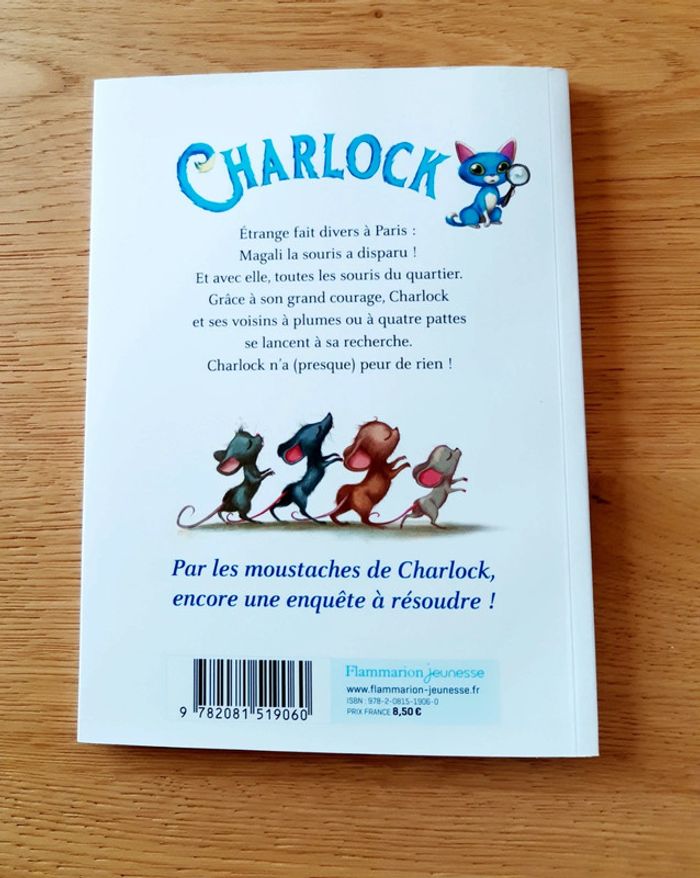 CHARLOCK
Étrange fait divers à Paris :
Magali la souris a disparu !
Et avec elle, toutes les souris du quartier.
Grâce à son grand courage, Charlock
et ses voisins à plumes ou à quatre pattes
se lancent à sa recherche.
Charlock n'a (presque) peur de rien !
Par les moustaches de Charlock,
encore une enquête à résoudre !
Flammarion jeunesse
www.flammarion-jeunesse.fr
ISBN : 978-2-0815-1906-0
PRIX FRANCE 8,50 €
9 782081 519060